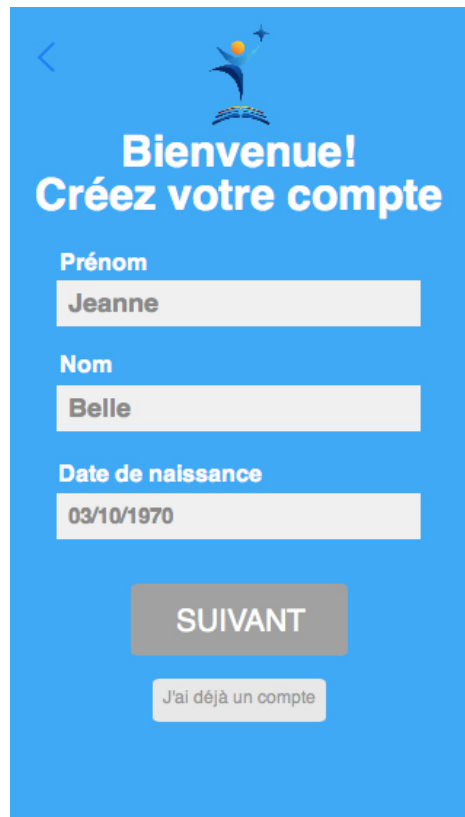 Bienvenue!
Créez votre compte
Prénom
Jeanne
Nom
Belle
Date de naissance
03/10/1970
SUIVANT
J'ai déjà un compte